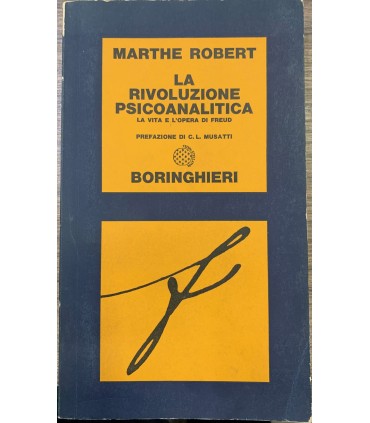 MARTHE ROBERT
LA
RIVOLUZIONE
PSICOANALITICA
LA VITA E L'OPERA DI FREUD
PREFAZIONE DI C. L. MUSATTI
BORINGHIERI